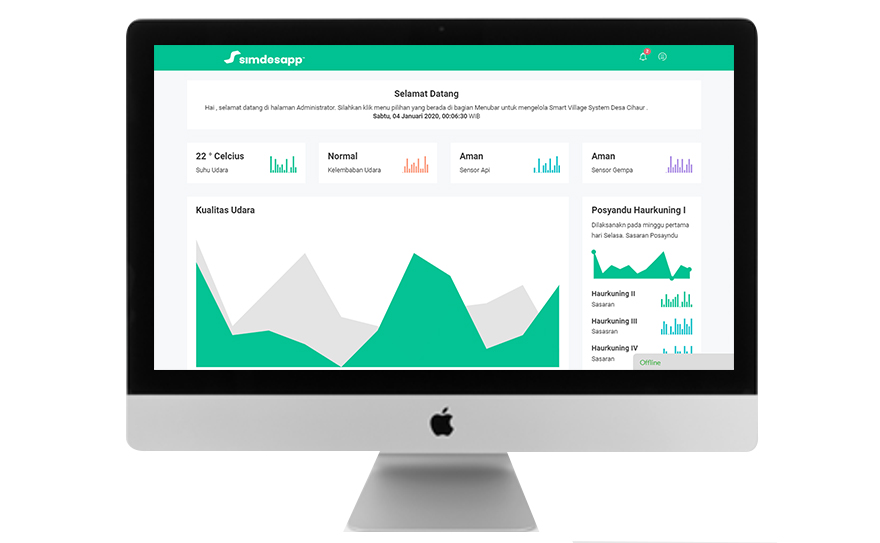 simdesapp
2
Selamat Datang
Hai , selamat datang di halaman Administrator. Silahkan klik menu pilihan yang berada di bagian Menubar untuk mengelola Smart Village System Desa Cihaur .
Sabtu, 04 Januari 2020, 00:06:30 WIB
22 ° Celcius
Suhu Udara
Normal
Kelembaban Udara
Aman
Sensor Api
Aman
Sensor Gempa
Kualitas Udara
Posyandu Haurkuning I
Dilaksanakn pada minggu pertama
hari Selasa. Sasaran Posayndu
Haurkuning II
Sasaran
Haurkuning III
Sasasran
Haurkuning IV
Sasaran
Offline